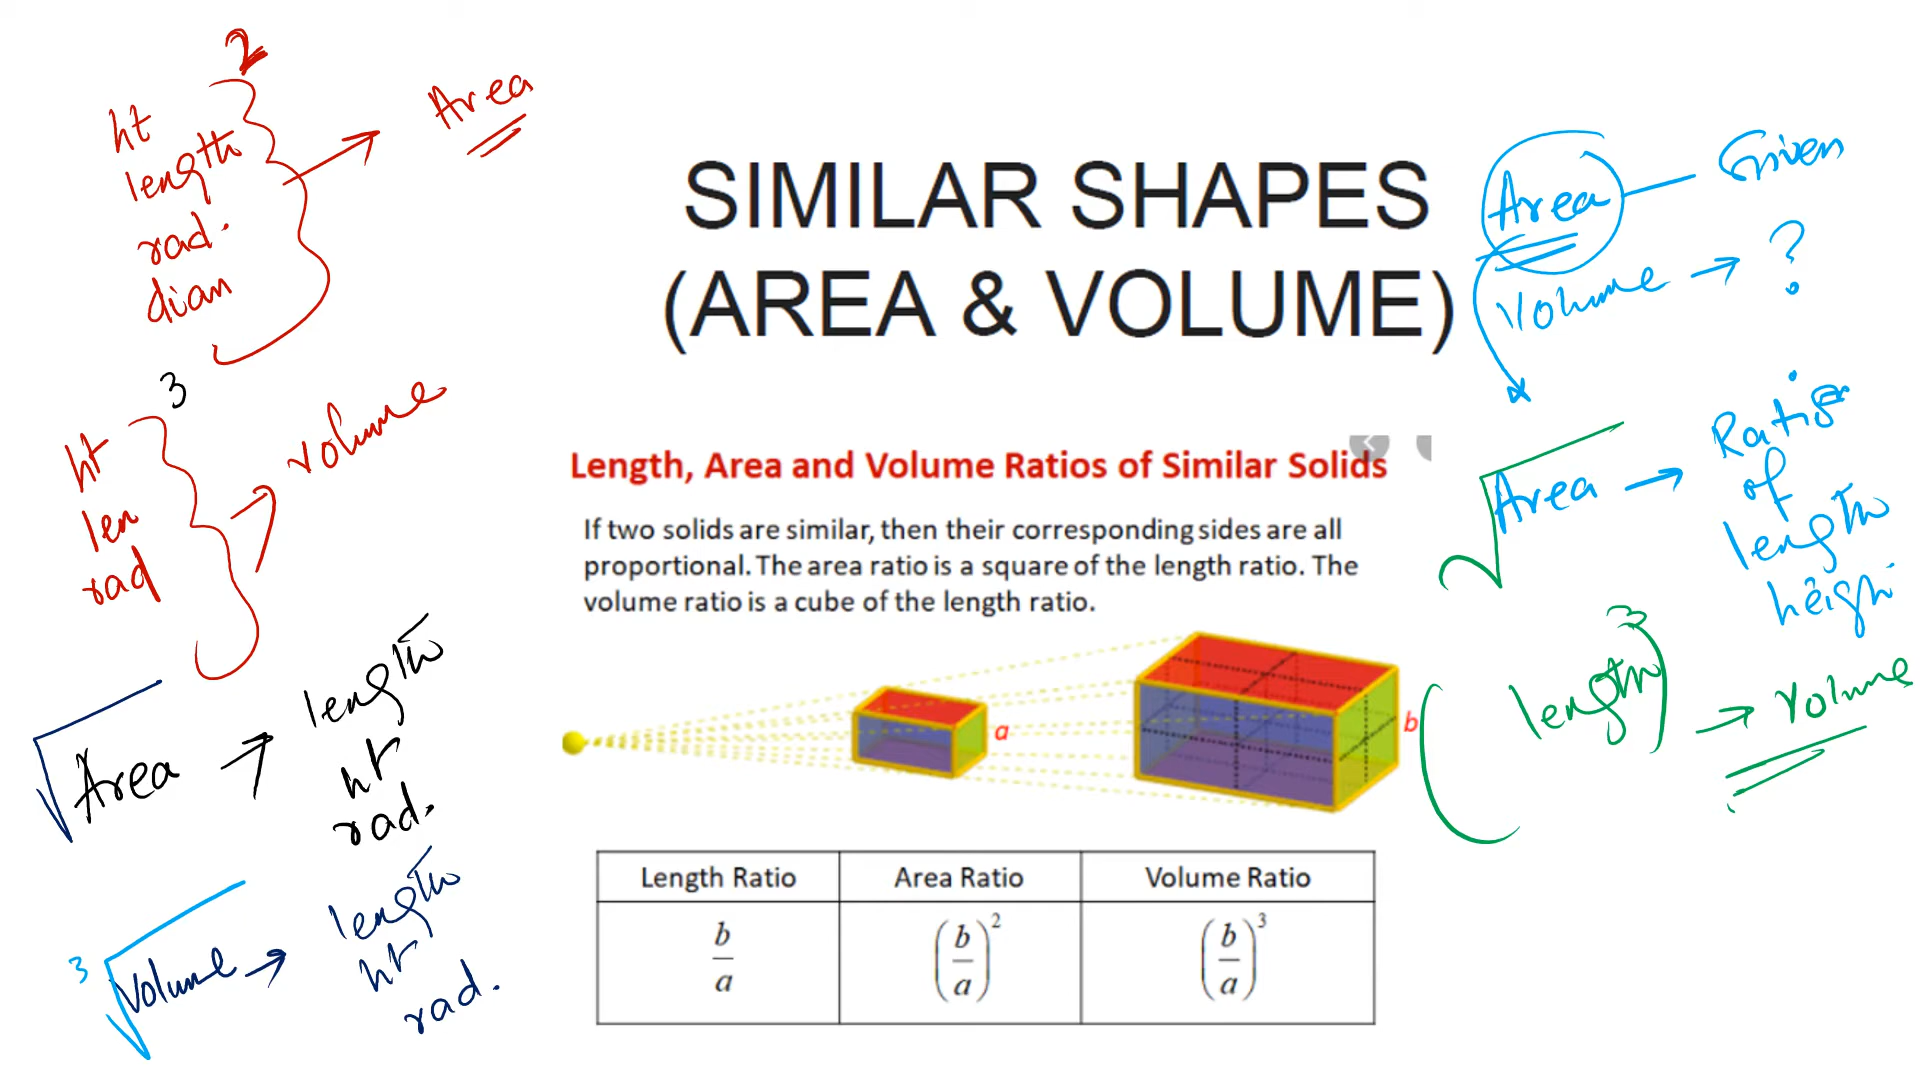 2
ht
length
rad.
diam
Area
3
ht
len
rad
Volume
√Area → length
ht
rad.
3√Volume → length
ht
rad.
SIMILAR SHAPES
(AREA & VOLUME)
Length, Area and Volume Ratios of Similar Solids
If two solids are similar, then their corresponding sides are all
proportional. The area ratio is a square of the length ratio. The
volume ratio is a cube of the length ratio.
a
b
Length Ratio Area Ratio Volume Ratio
b/a (b/a)^2 (b/a)^3
Area — Given
Volume → ?
√Area → Ratio
of
length
heigh
(length)^3 → Volume